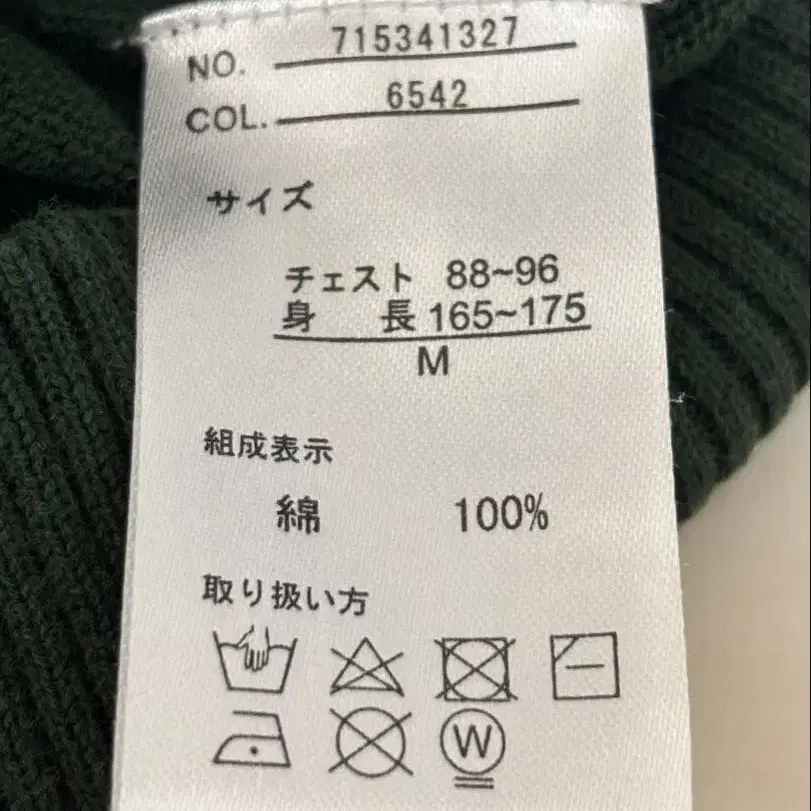 NO. 715341327
COL. 6542
サイズ
チェスト 88~96
身 長 165~175
M
組成表示
綿 100%
取り扱い方
W